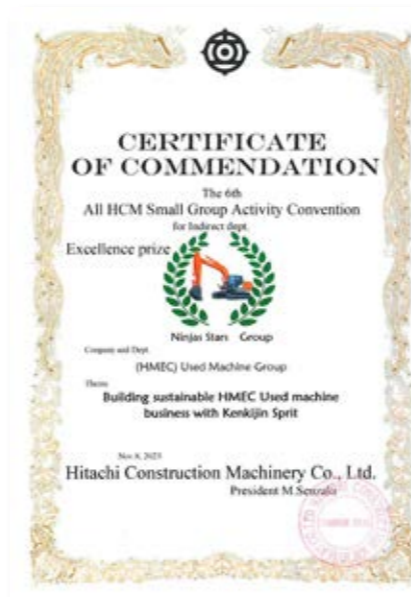 CERTIFICATE
OF COMMENDATION
The 6th
All HCM Small Group Activity Convention
for Indirect dept.
Excellence prize
Ninjas Stars Group
Company and Dept
(HMEC) Used Machine Group
Theme
Building sustainable HMEC Used machine
business with Kenkijin Sprit
Nov 8, 2023
Hitachi Construction Machinery Co., Ltd.
President M.Senzaki